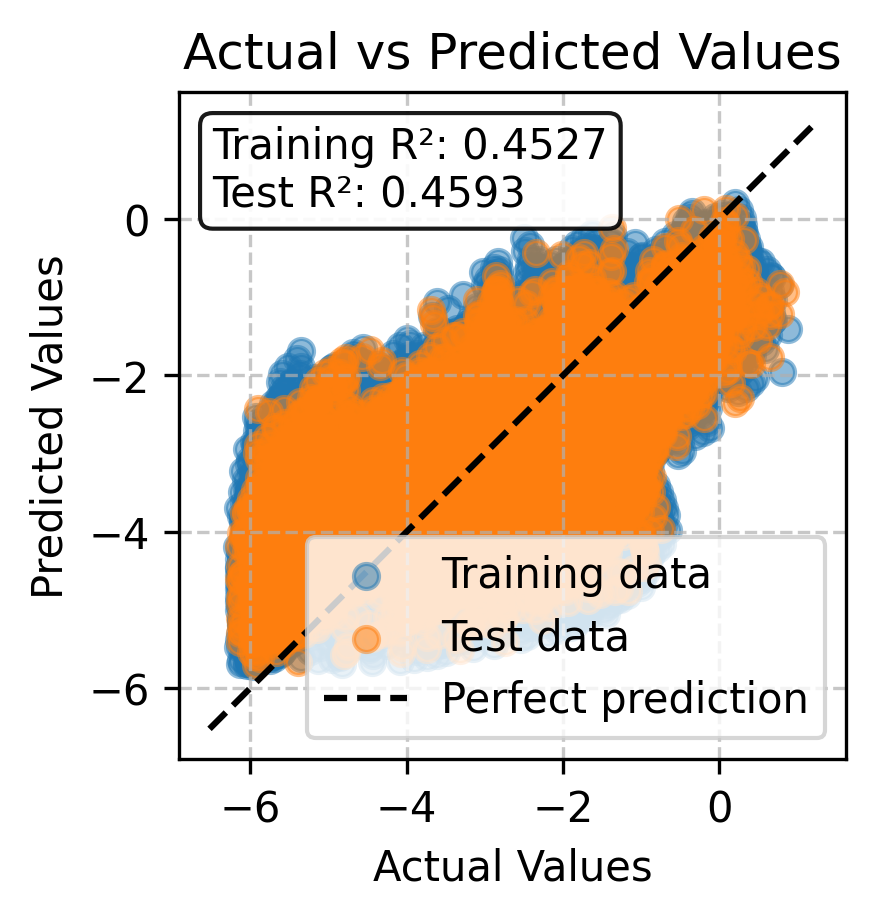 Actual vs Predicted Values
Training R²: 0.4527
Test R²: 0.4593
0
−2
−4
−6
Predicted Values
Training data
Test data
Perfect prediction
−6 −4 −2 0
Actual Values